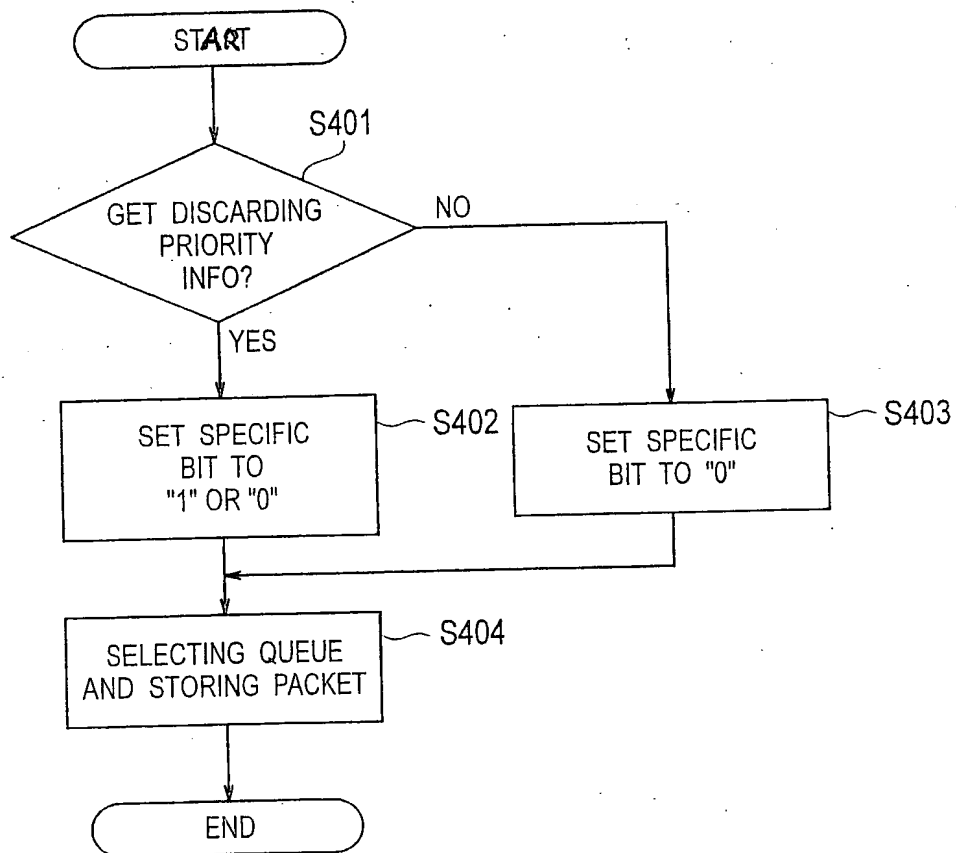 START
S401
GET DISCARDING
PRIORITY
INFO?
NO
YES
SET SPECIFIC
BIT TO
"1" OR "0"
S402
SET SPECIFIC
BIT TO "0"
S403
SELECTING QUEUE
AND STORING PACKET
S404
END